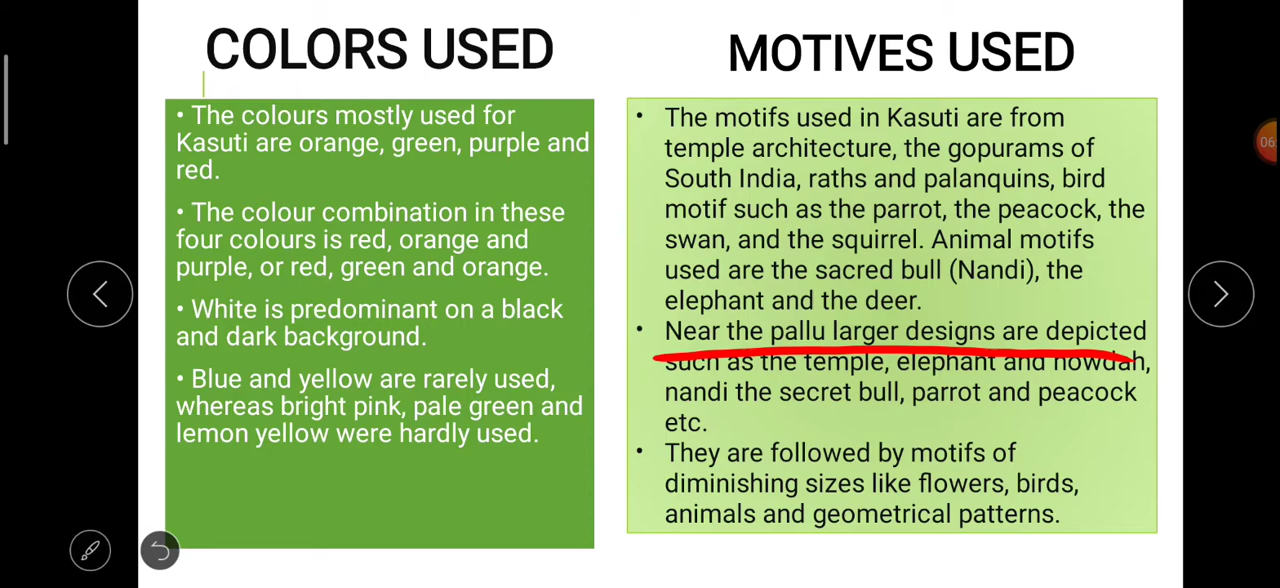 COLORS USED
• The colours mostly used for
Kasuti are orange, green, purple and
red.
• The colour combination in these
four colours is red, orange and
purple, or red, green and orange.
• White is predominant on a black
and dark background.
• Blue and yellow are rarely used,
whereas bright pink, pale green and
lemon yellow were hardly used.
MOTIVES USED
• The motifs used in Kasuti are from
temple architecture, the gopurams of
South India, raths and palanquins, bird
motif such as the parrot, the peacock, the
swan, and the squirrel. Animal motifs
used are the sacred bull (Nandi), the
elephant and the deer.
• Near the pallu larger designs are depicted
such as the temple, elephant and howdah,
nandi the secret bull, parrot and peacock
etc.
• They are followed by motifs of
diminishing sizes like flowers, birds,
animals and geometrical patterns.